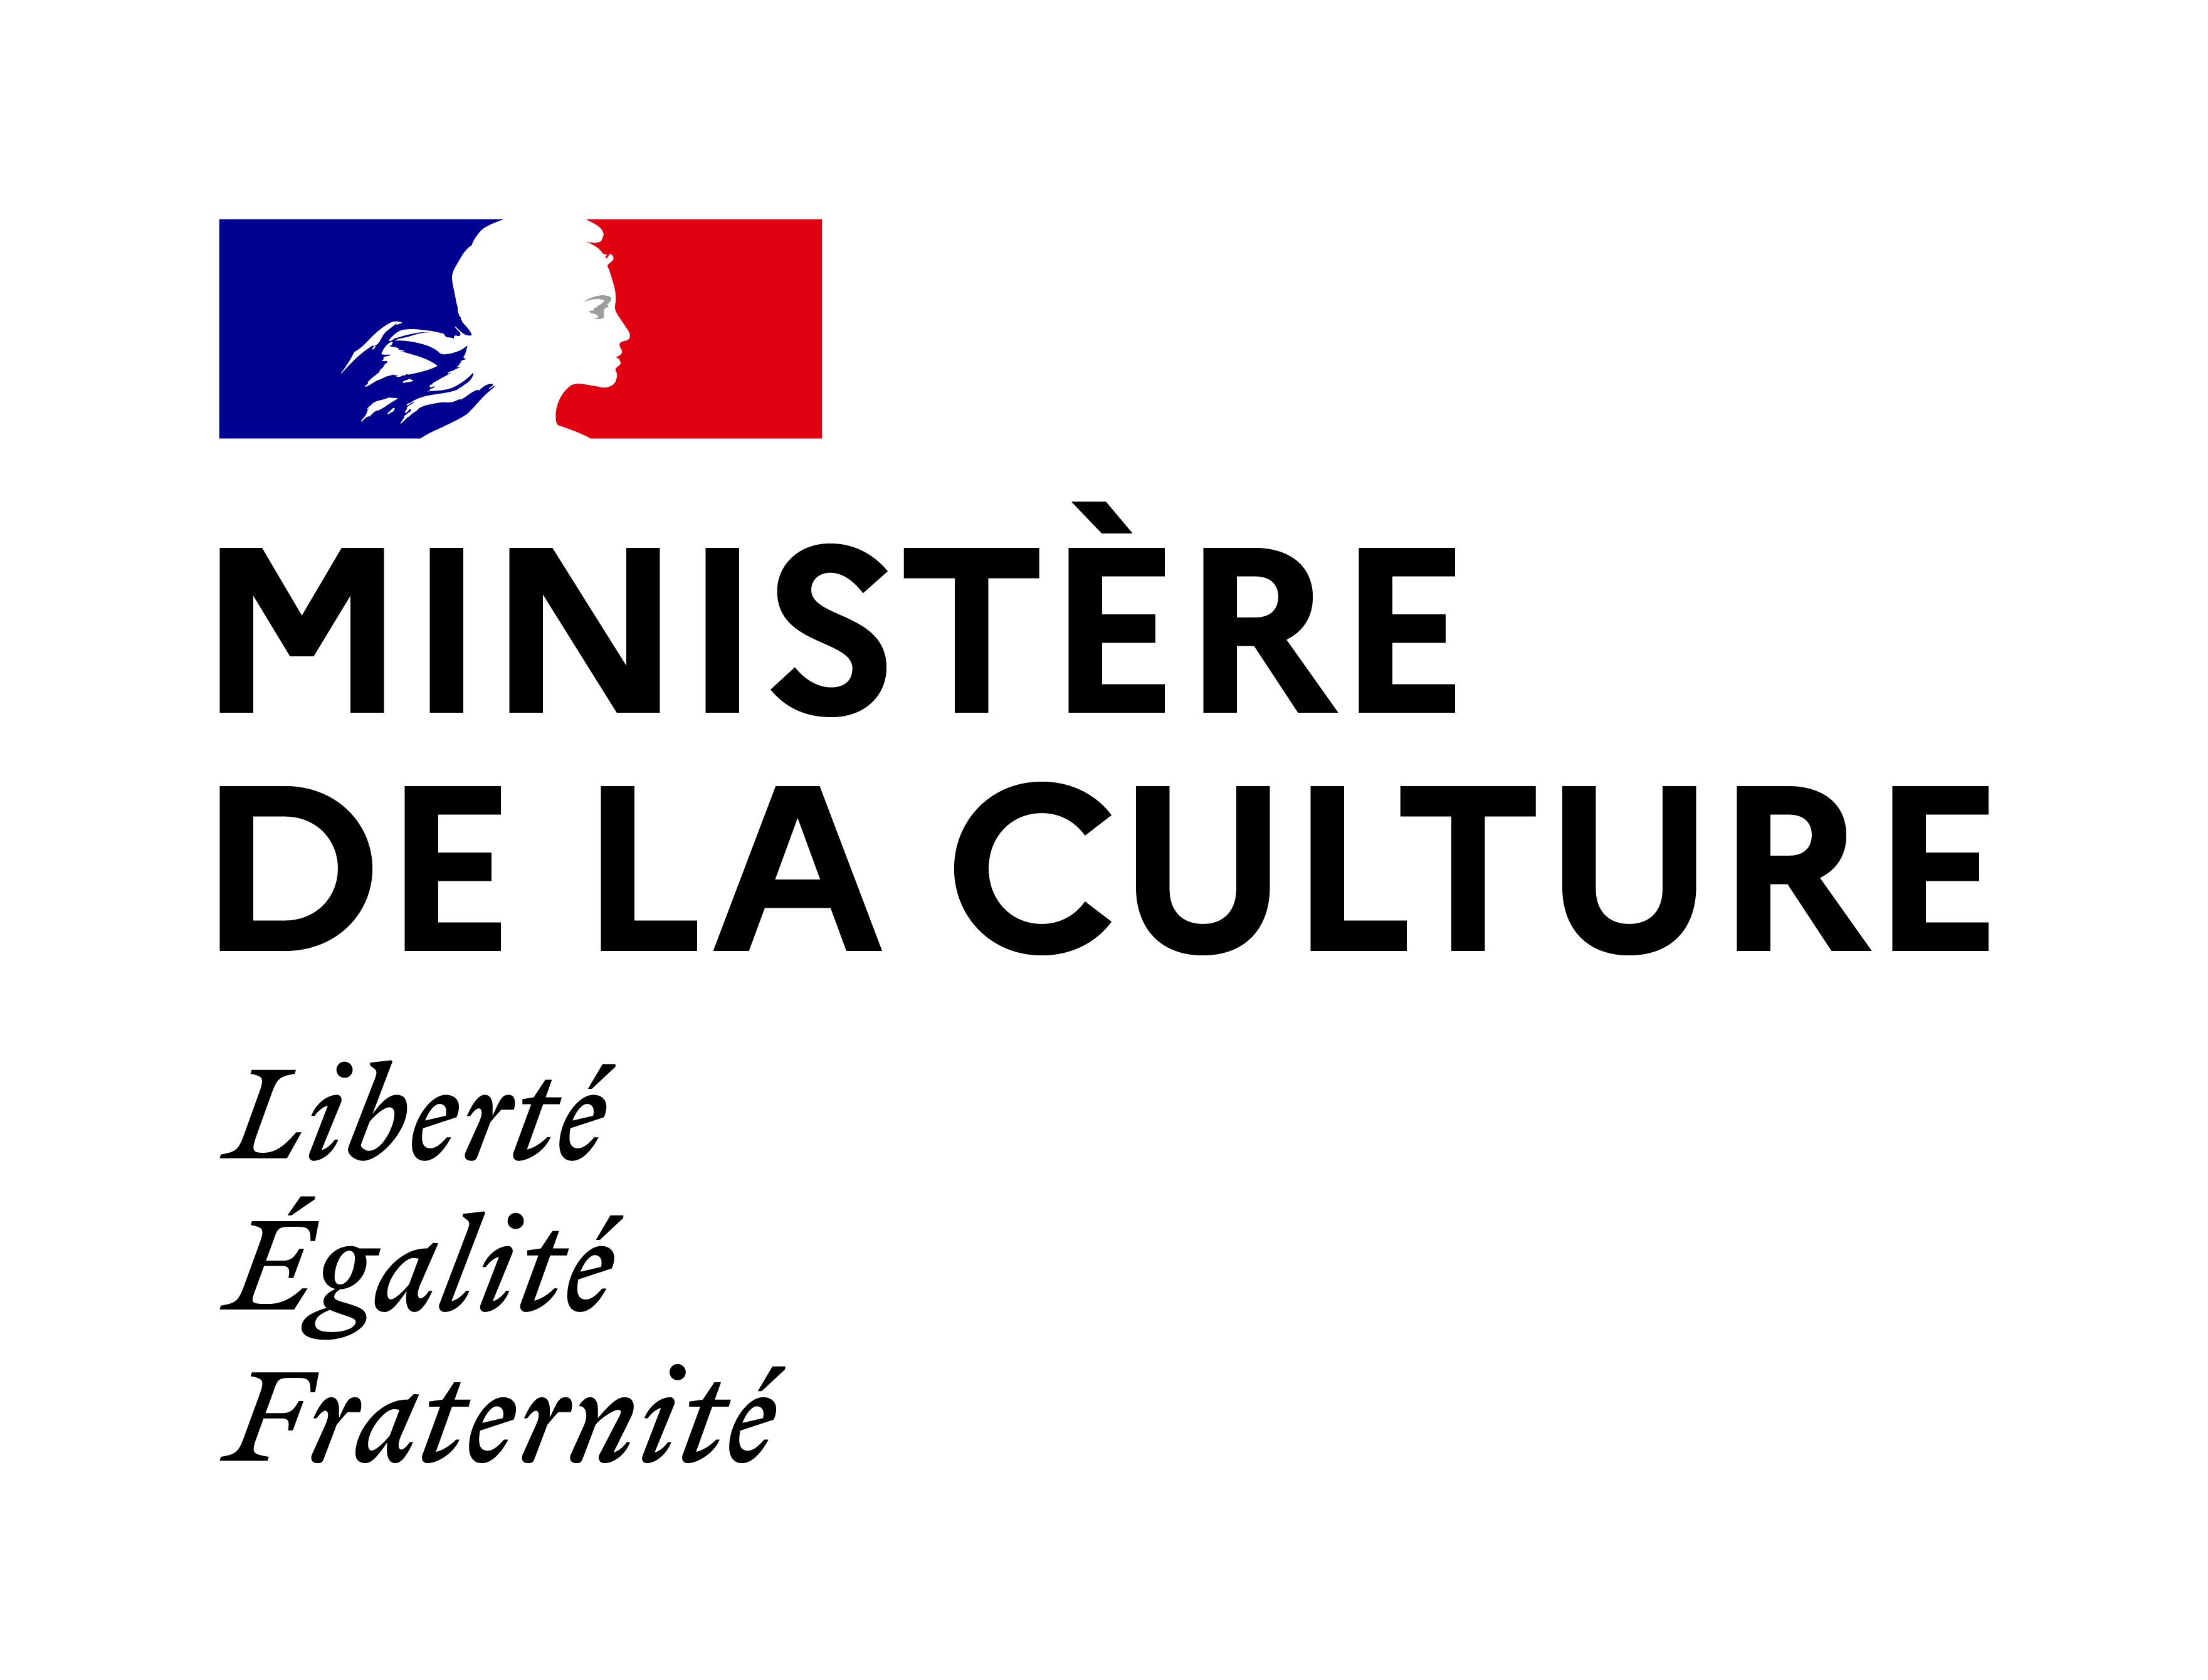 MINISTÈRE
DE LA CULTURE
Liberté
Égalité
Fraternité